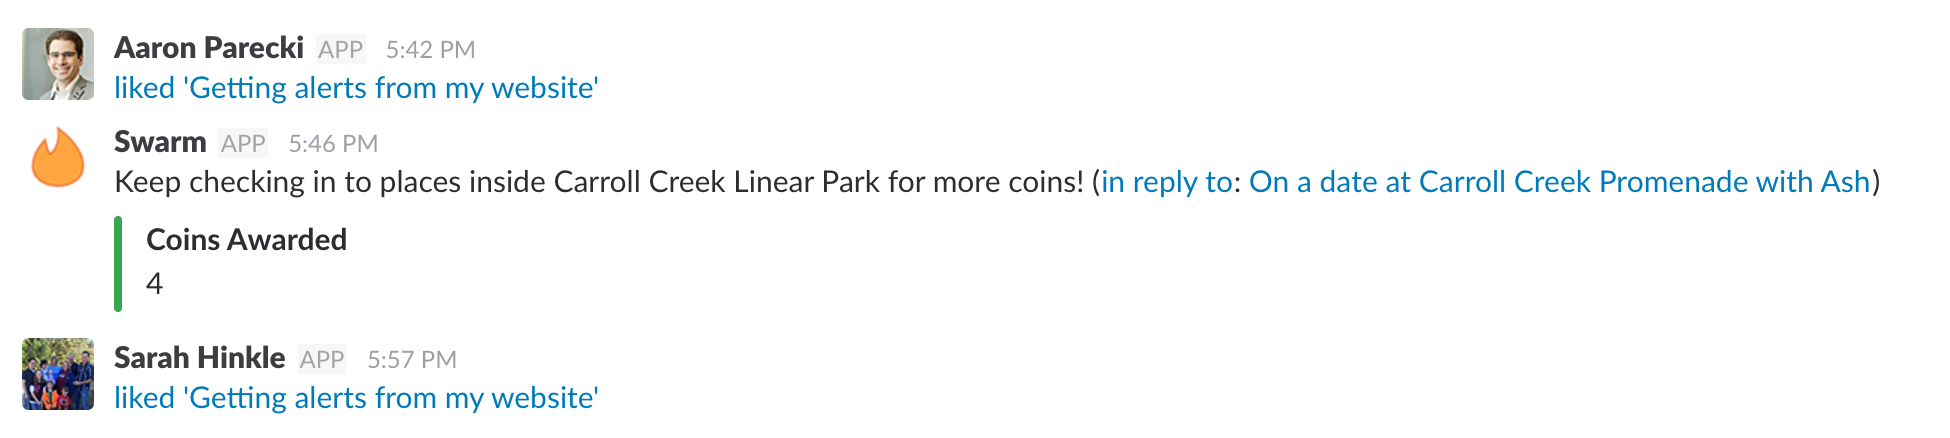 Aaron Parecki APP 5:42 PM
liked 'Getting alerts from my website'
Swarm APP 5:46 PM
Keep checking in to places inside Carroll Creek Linear Park for more coins! (in reply to: On a date at Carroll Creek Promenade with Ash)
Coins Awarded
4
Sarah Hinkle APP 5:57 PM
liked 'Getting alerts from my website'